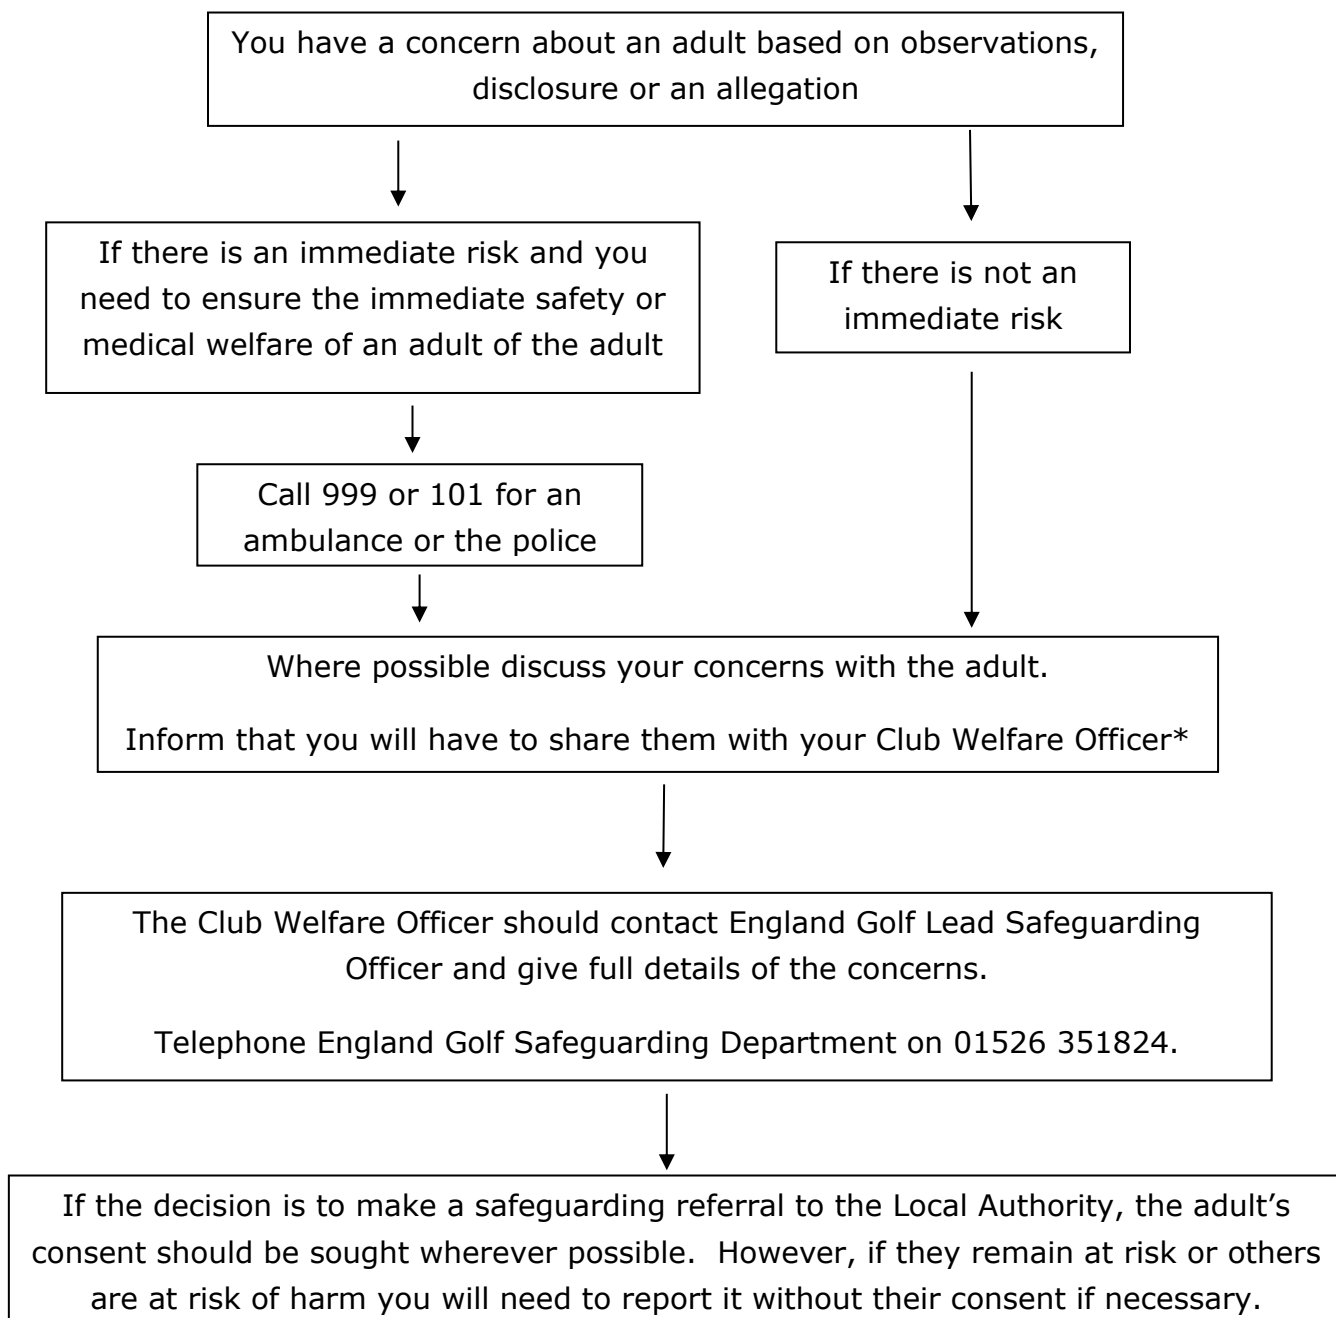 You have a concern about an adult based on observations,
disclosure or an allegation
If there is an immediate risk and you
need to ensure the immediate safety or
medical welfare of an adult of the adult
If there is not an
immediate risk
Call 999 or 101 for an
ambulance or the police
Where possible discuss your concerns with the adult.
Inform that you will have to share them with your Club Welfare Officer*
The Club Welfare Officer should contact England Golf Lead Safeguarding
Officer and give full details of the concerns.
Telephone England Golf Safeguarding Department on 01526 351824.
If the decision is to make a safeguarding referral to the Local Authority, the adult’s
consent should be sought wherever possible.  However, if they remain at risk or others
are at risk of harm you will need to report it without their consent if necessary.